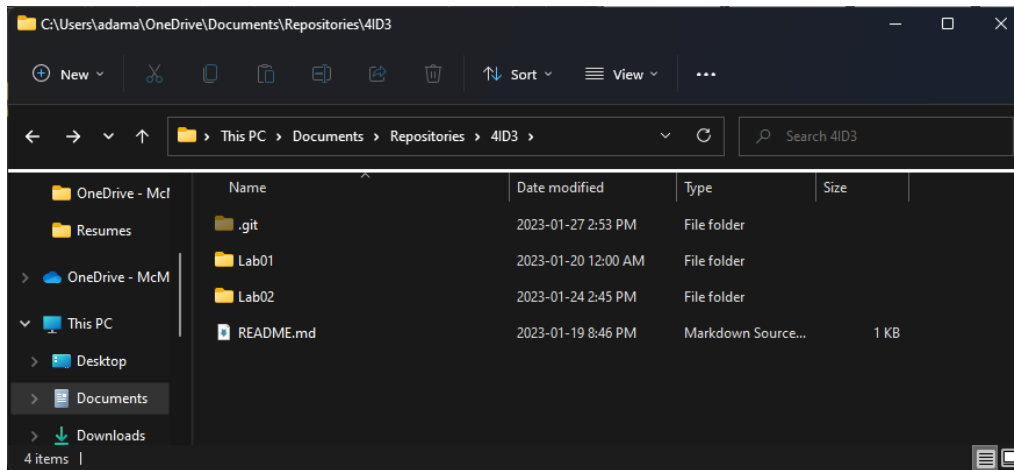 C:\Users\adama\OneDrive\Documents\Repositories\4ID3
New Sort View
This PC > Documents > Repositories > 4ID3 > Search 4ID3
OneDrive - McM
Resumes
OneDrive - McM
This PC
Desktop
Documents
Downloads
Name Date modified Type Size
.git 2023-01-27 2:53 PM File folder
Lab01 2023-01-20 12:00 AM File folder
Lab02 2023-01-24 2:45 PM File folder
README.md 2023-01-19 8:46 PM Markdown Source... 1 KB
4 items